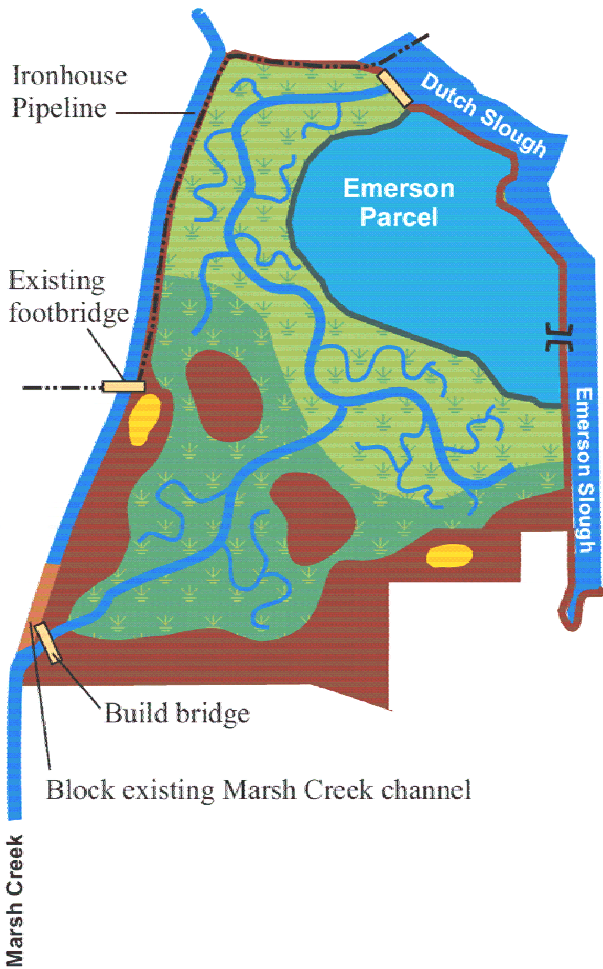 Ironhouse
Pipeline
Dutch Slough
Emerson
Parcel
Existing
footbridge
Emerson Slough
Build bridge
Block existing Marsh Creek channel
Marsh Creek